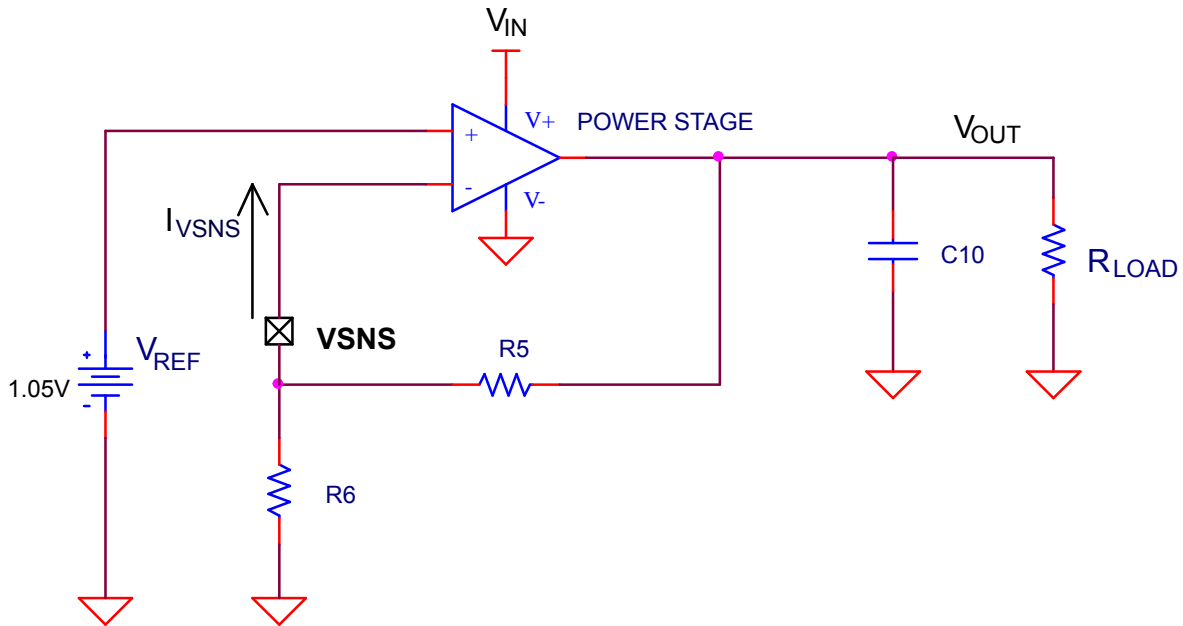 VIN
V+ POWER STAGE
+
-
V-
VOUT
IVSNS
C10
RLOAD
VSNS
R5
+
VREF
1.05V
-
R6